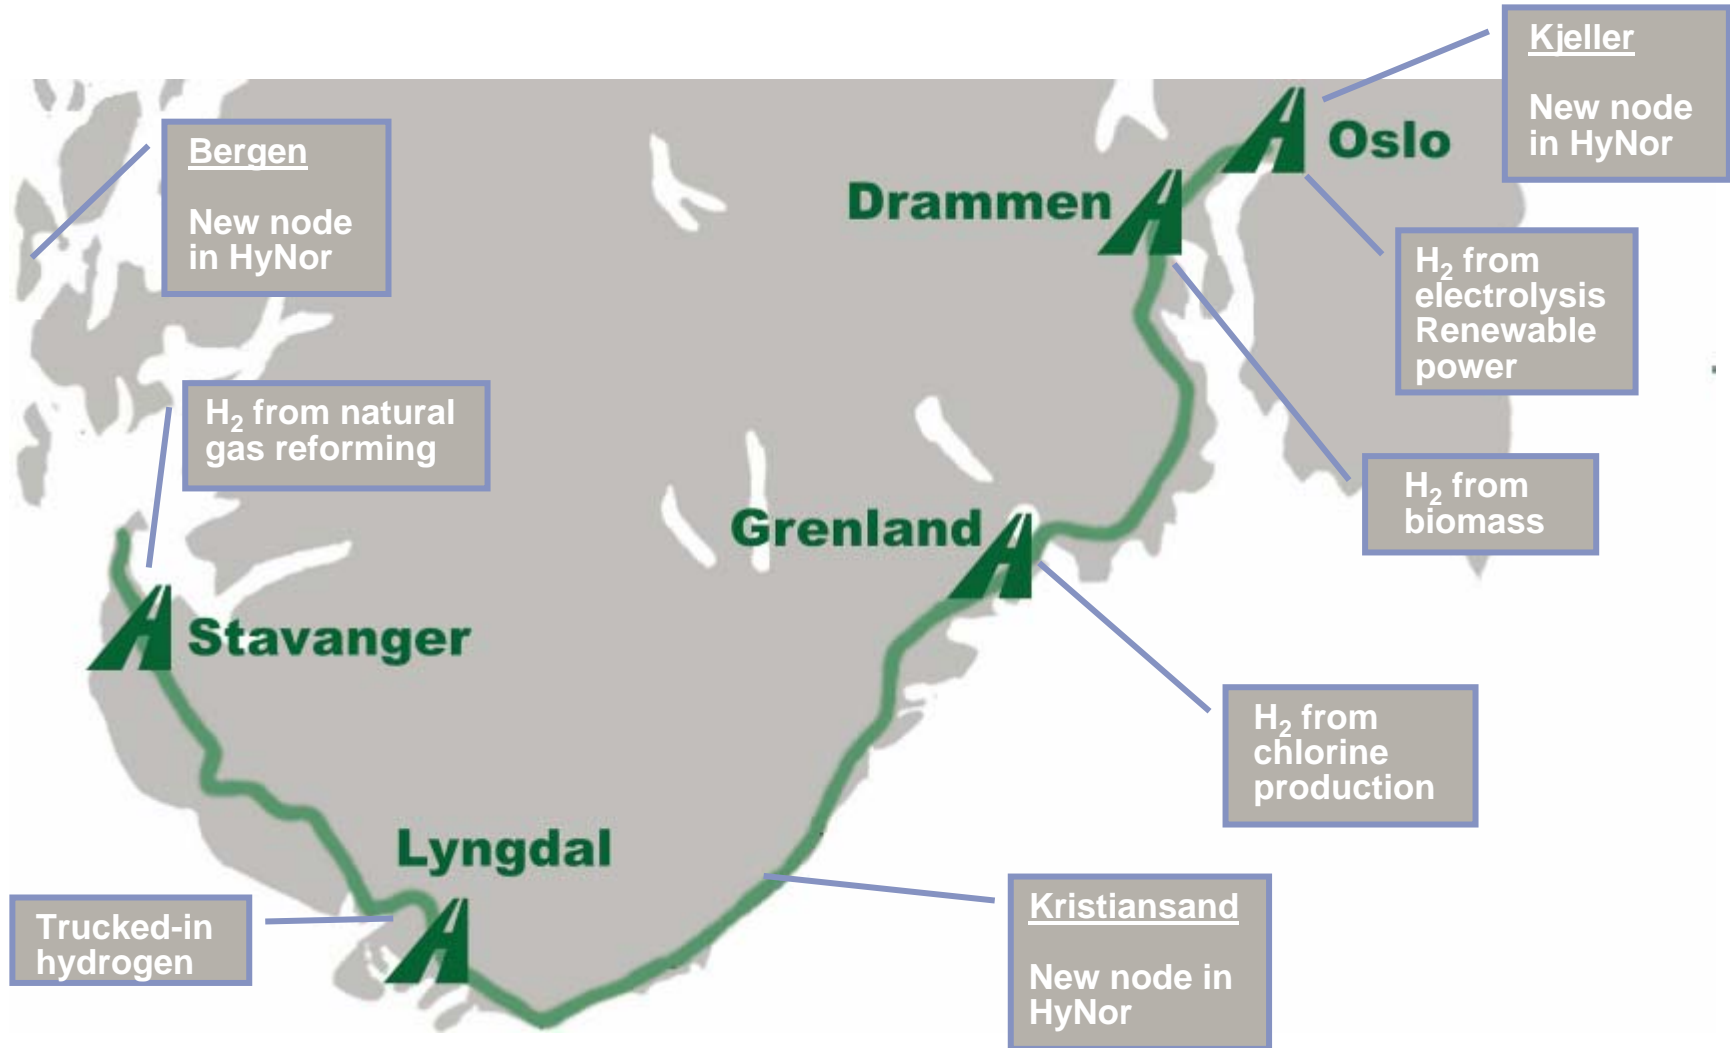 Kjeller
New node
in HyNor
Bergen
New node
in HyNor
Oslo
Drammen
H₂ from
electrolysis
Renewable
power
H₂ from natural
gas reforming
H₂ from
biomass
Grenland
Stavanger
H₂ from
chlorine
production
Lyngdal
Kristiansand
New node in
HyNor
Trucked-in
hydrogen